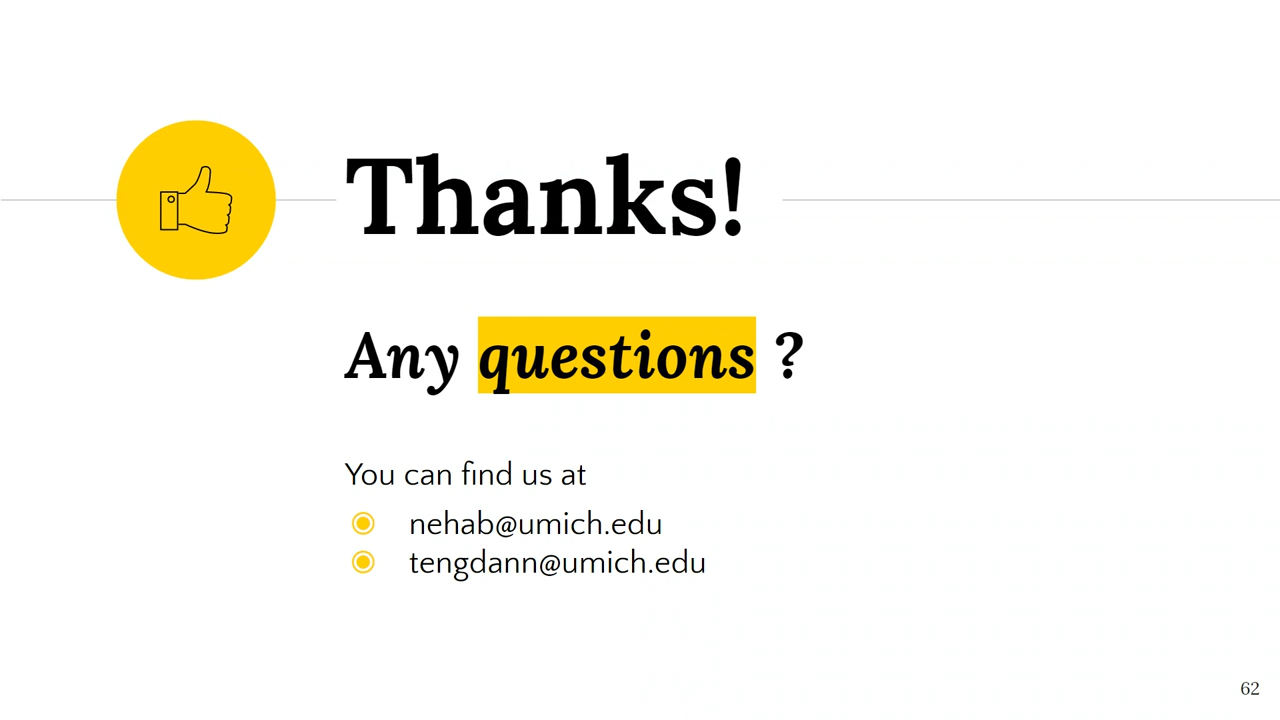 Thanks!
Any questions ?
You can find us at
nehab@umich.edu
tengdann@umich.edu
62